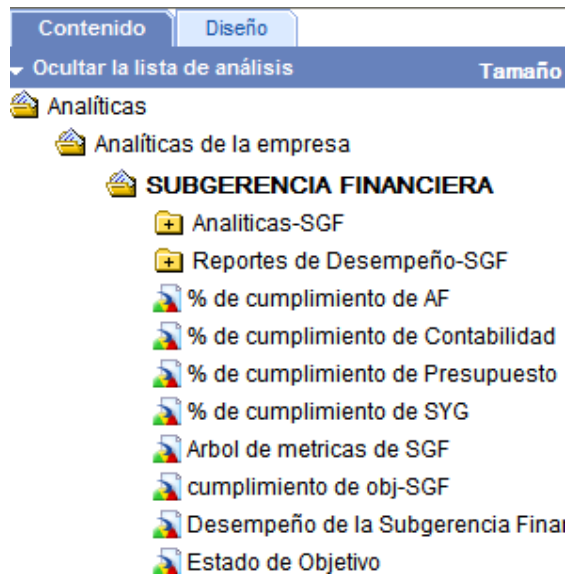 Contenido Diseño
Ocultar la lista de análisis Tamaño
Analíticas
Analíticas de la empresa
SUBGERENCIA FINANCIERA
Analiticas-SGF
Reportes de Desempeño-SGF
% de cumplimiento de AF
% de cumplimiento de Contabilidad
% de cumplimiento de Presupuesto
% de cumplimiento de SYG
Arbol de metricas de SGF
cumplimiento de obj-SGF
Desempeño de la Subgerencia Finan
Estado de Objetivo